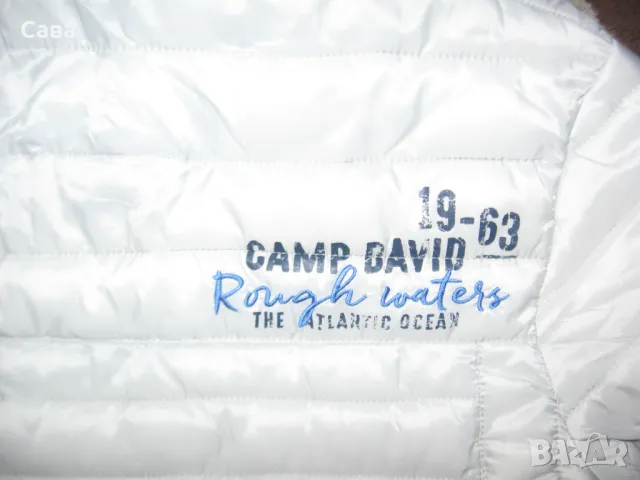 Сава
19-63
CAMP DAVID
Rough waters
THE ATLANTIC OCEAN
BAZAR